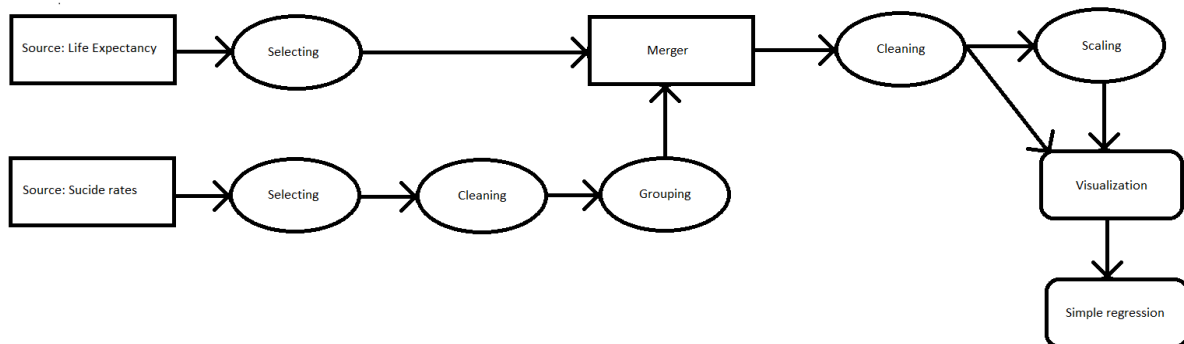 Source: Life Expectancy
Selecting
Merger
Cleaning
Scaling
Source: Sucide rates
Selecting
Cleaning
Grouping
Visualization
Simple regression